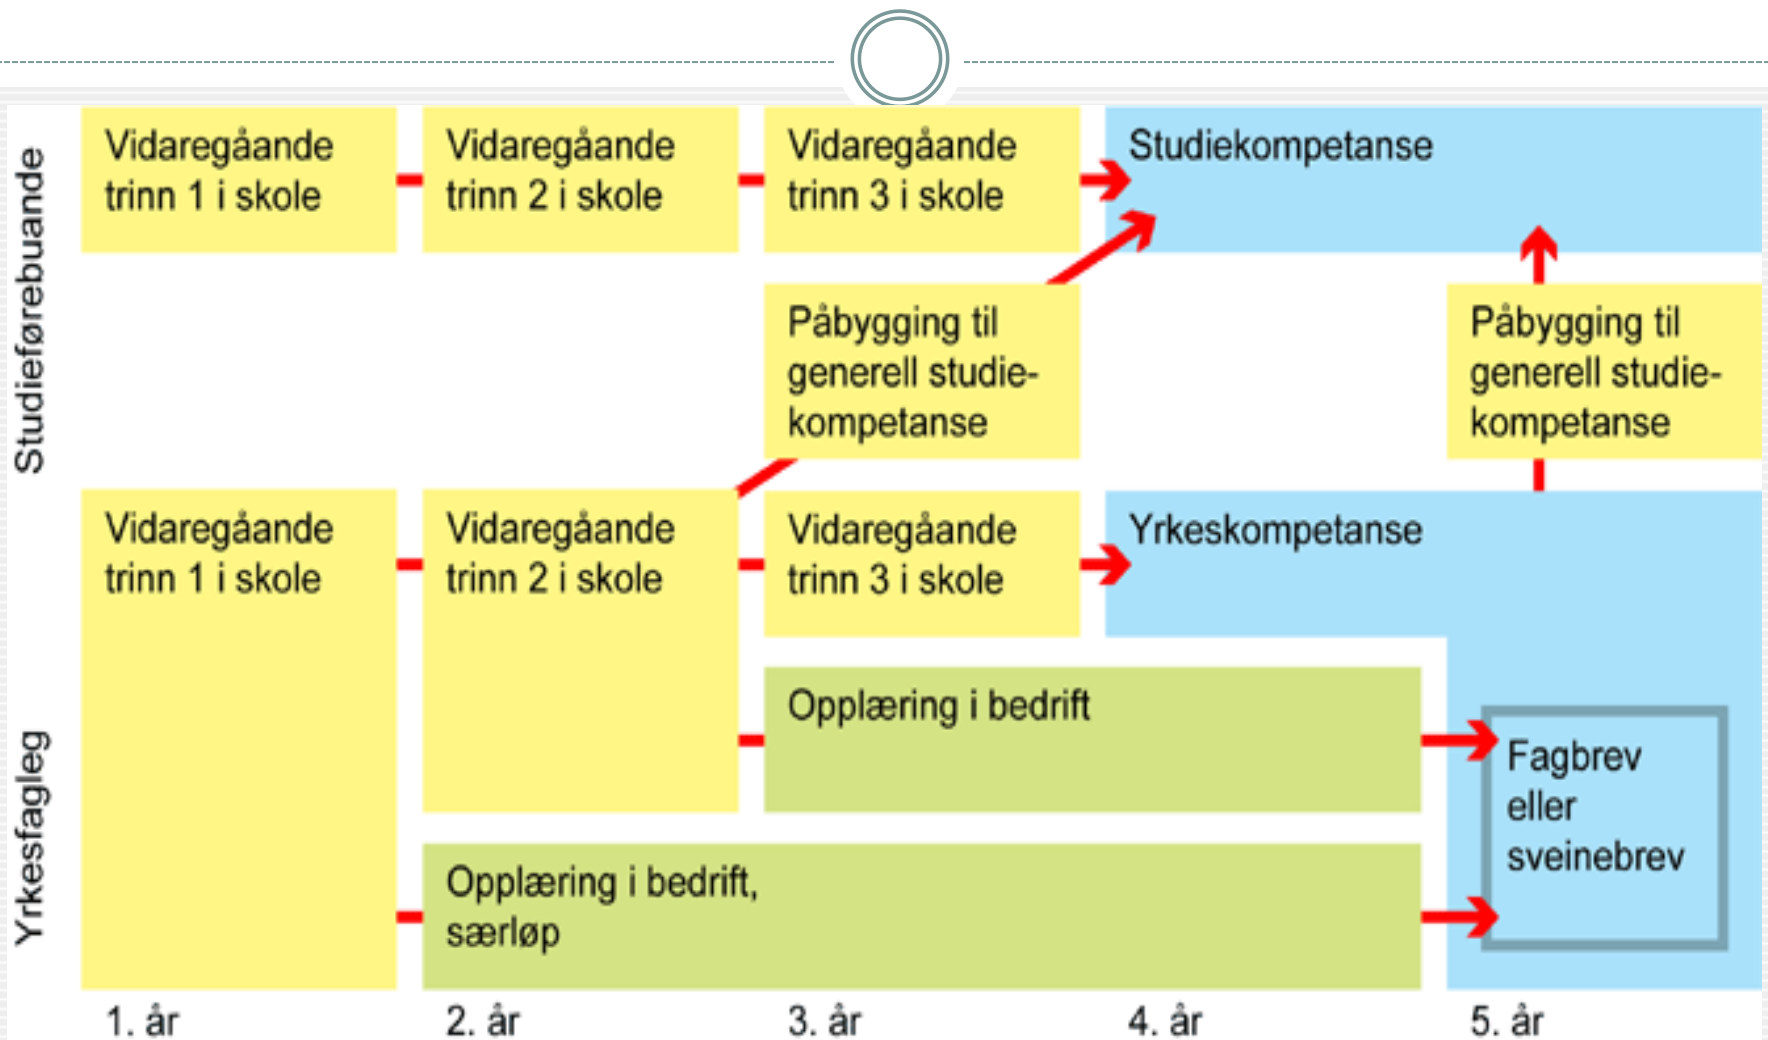 Studieførebuande
Vidaregåande
trinn 1 i skole
Vidaregåande
trinn 2 i skole
Vidaregåande
trinn 3 i skole
Studiekompetanse
Påbygging til
generell studie-
kompetanse
Påbygging til
generell studie-
kompetanse
Yrkesfagleg
Vidaregåande
trinn 1 i skole
Vidaregåande
trinn 2 i skole
Vidaregåande
trinn 3 i skole
Yrkeskompetanse
Opplæring i bedrift
Fagbrev
eller
sveinebrev
Opplæring i bedrift,
særløp
1. år
2. år
3. år
4. år
5. år